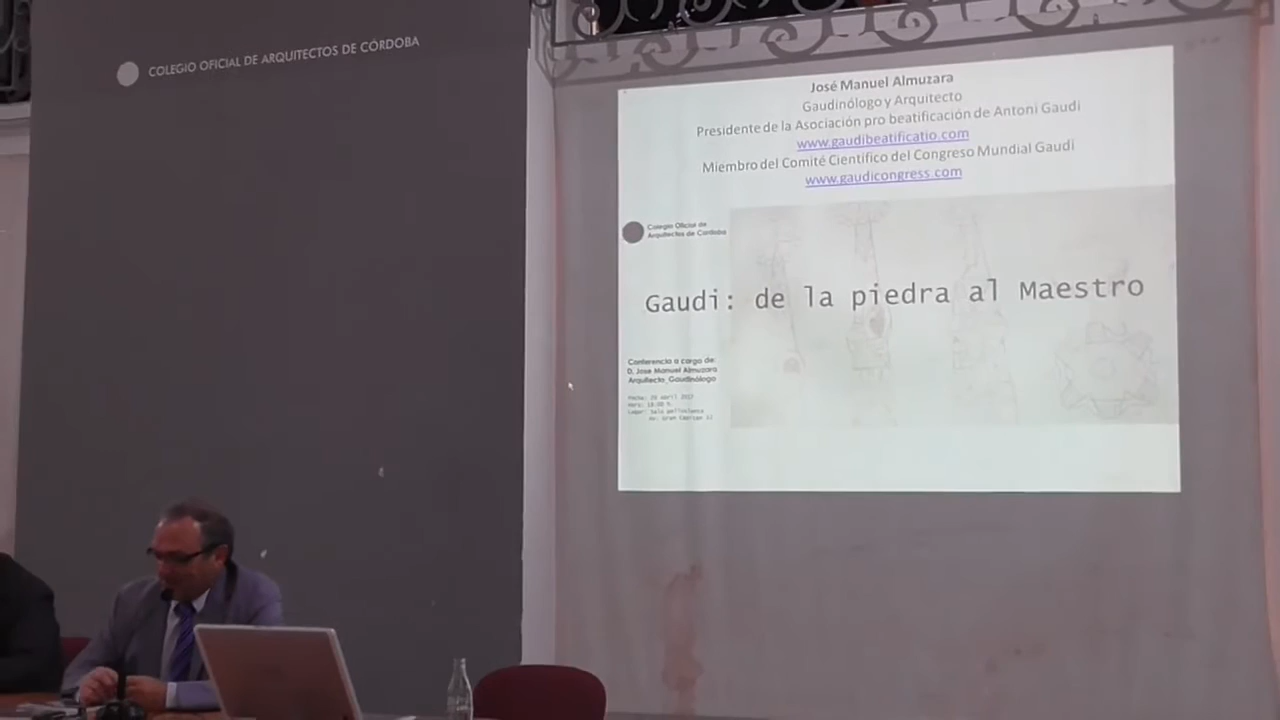 COLEGIO OFICIAL DE ARQUITECTOS DE CÓRDOBA
José Manuel Almuzara
Gaudinólogo y Arquitecto
Presidente de la Asociación pro beatificación de Antoni Gaudí
www.gaudibeatificatio.com
Miembro del Comité Científico del Congreso Mundial Gaudí
www.gaudicongress.com
Colegio Oficial de
Arquitectos de Córdoba
Gaudi: de la piedra al Maestro
Conferencia a cargo de:
D. Jose Manuel Almuzara
Arquitecto_Gaudinólogo